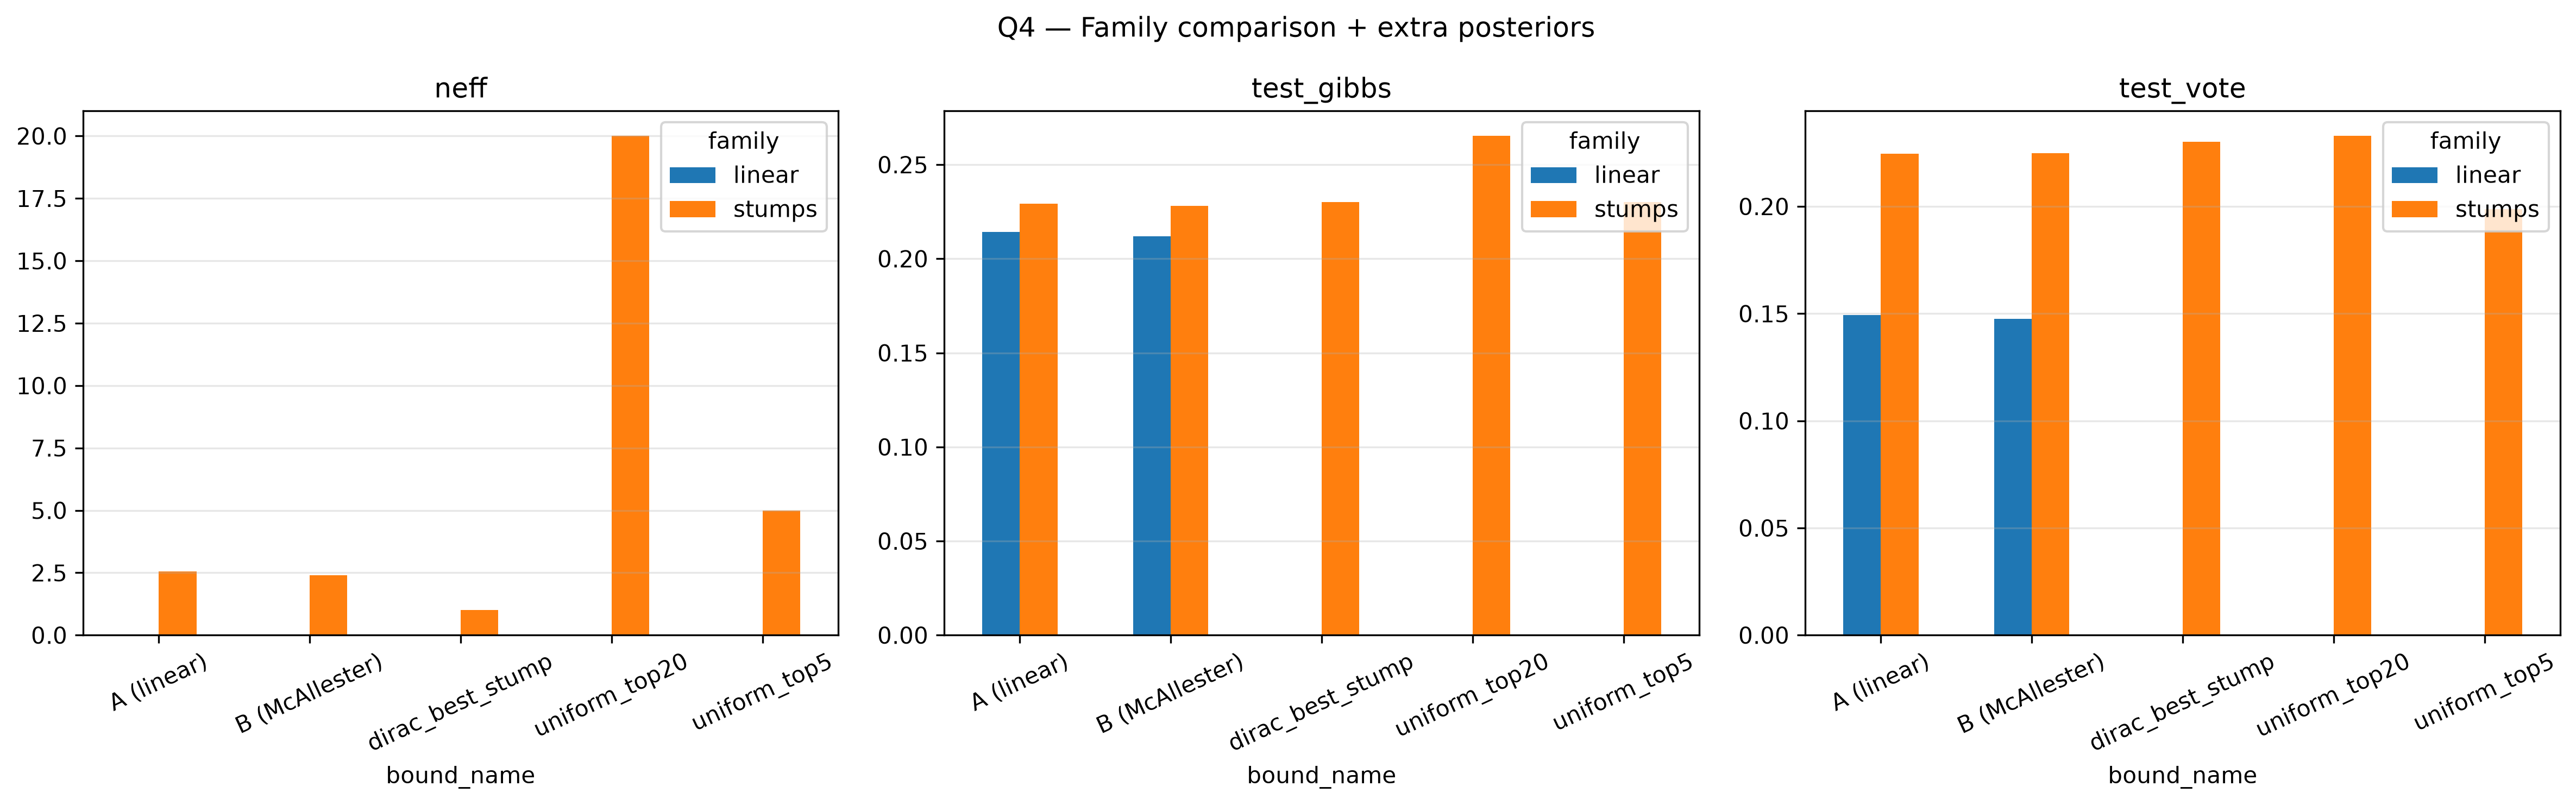 Q4 — Family comparison + extra posteriors
neff
20.0
17.5
15.0
12.5
10.0
7.5
5.0
2.5
0.0
family
linear
stumps
A (linear)
B (McAllester)
dirac_best_stump
uniform_top20
uniform_top5
bound_name
test_gibbs
0.25
0.20
0.15
0.10
0.05
0.00
family
linear
stumps
A (linear)
B (McAllester)
dirac_best_stump
uniform_top20
uniform_top5
bound_name
test_vote
0.20
0.15
0.10
0.05
0.00
family
linear
stumps
A (linear)
B (McAllester)
dirac_best_stump
uniform_top20
uniform_top5
bound_name